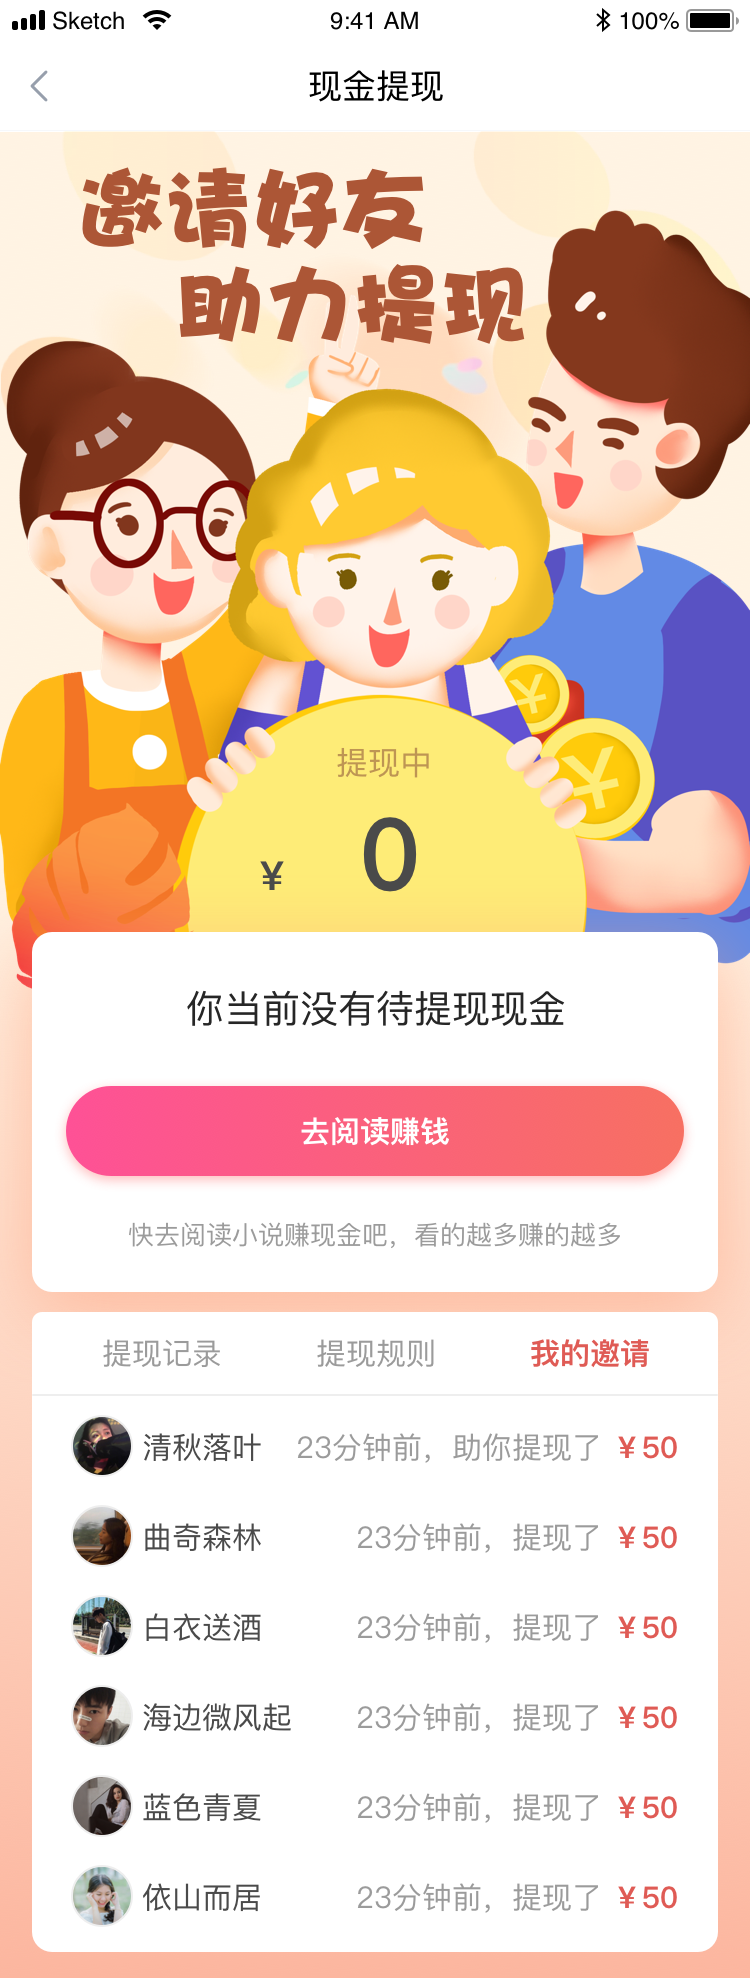 Sketch 9:41 AM 100%
现金提现
邀请好友
助力提现
提现中
¥ 0
你当前没有待提现现金
去阅读赚钱
快去阅读小说赚现金吧，看的越多赚的越多
提现记录 提现规则 我的邀请
清秋落叶 23分钟前，助你提现了 ¥50
曲奇森林 23分钟前，提现了 ¥50
白衣送酒 23分钟前，提现了 ¥50
海边微风起 23分钟前，提现了 ¥50
蓝色青夏 23分钟前，提现了 ¥50
依山而居 23分钟前，提现了 ¥50